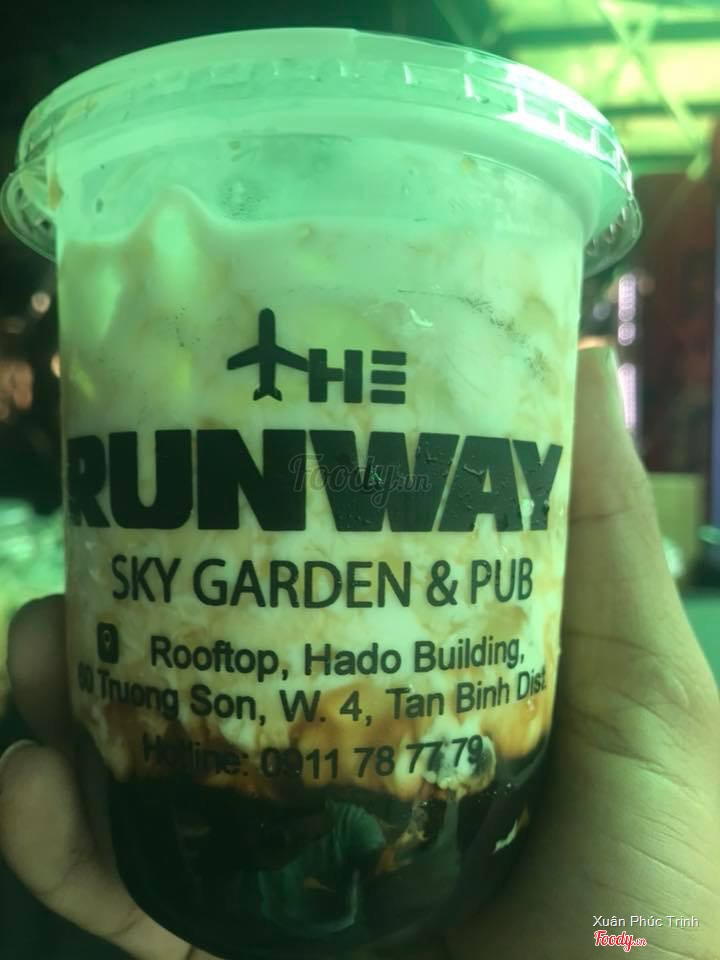 THE
RUNWAY
Foody.vn
SKY GARDEN & PUB
Rooftop, Hado Building,
60 Truong Son, W. 4, Tan Binh Dist
Hotline: 0911 78 77 79
Xuân Phúc Trịnh
Foody.vn